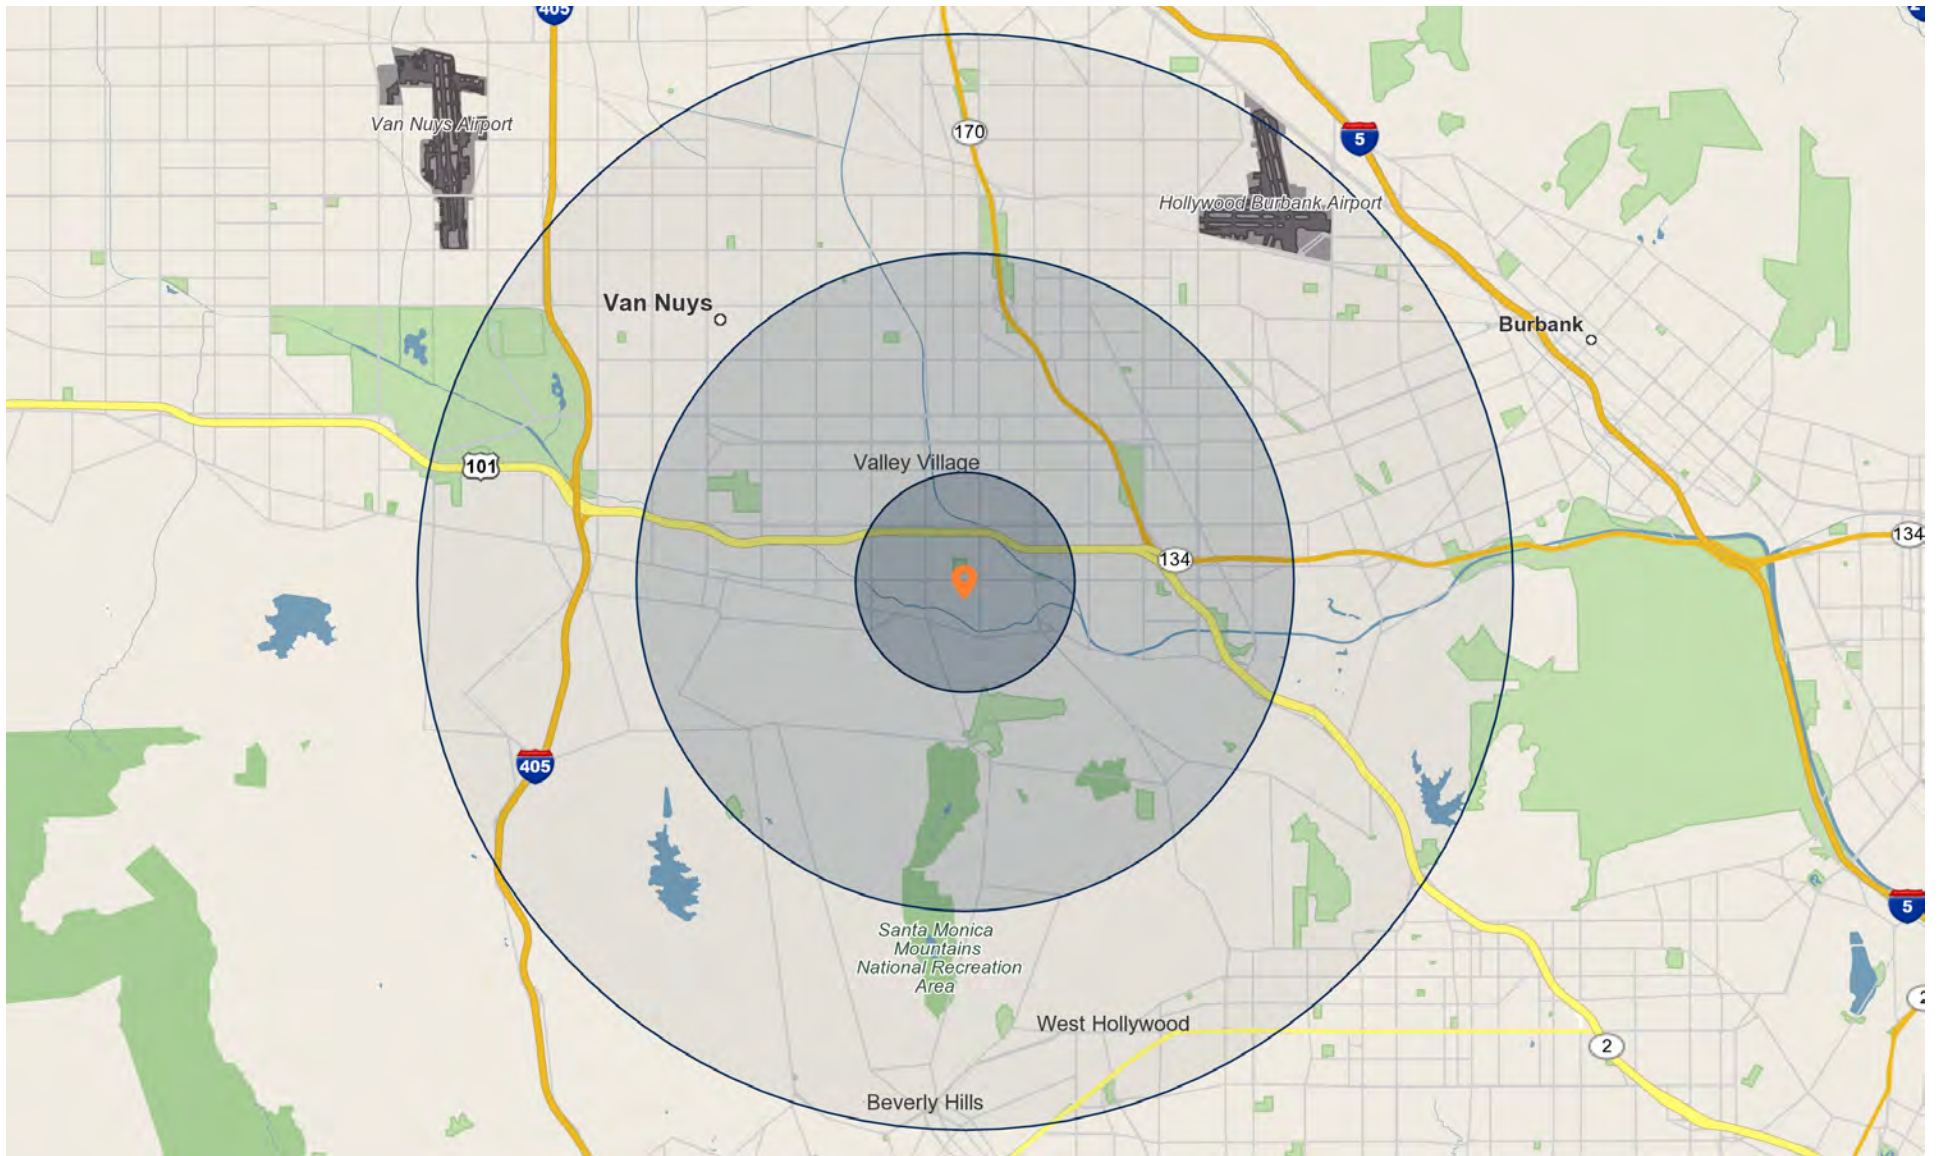 405
Van Nuys Airport
170
5
Hollywood Burbank Airport
Van Nuys
Burbank
Valley Village
101
134
134
405
5
Santa Monica
Mountains
National Recreation
Area
2
West Hollywood
2
Beverly Hills